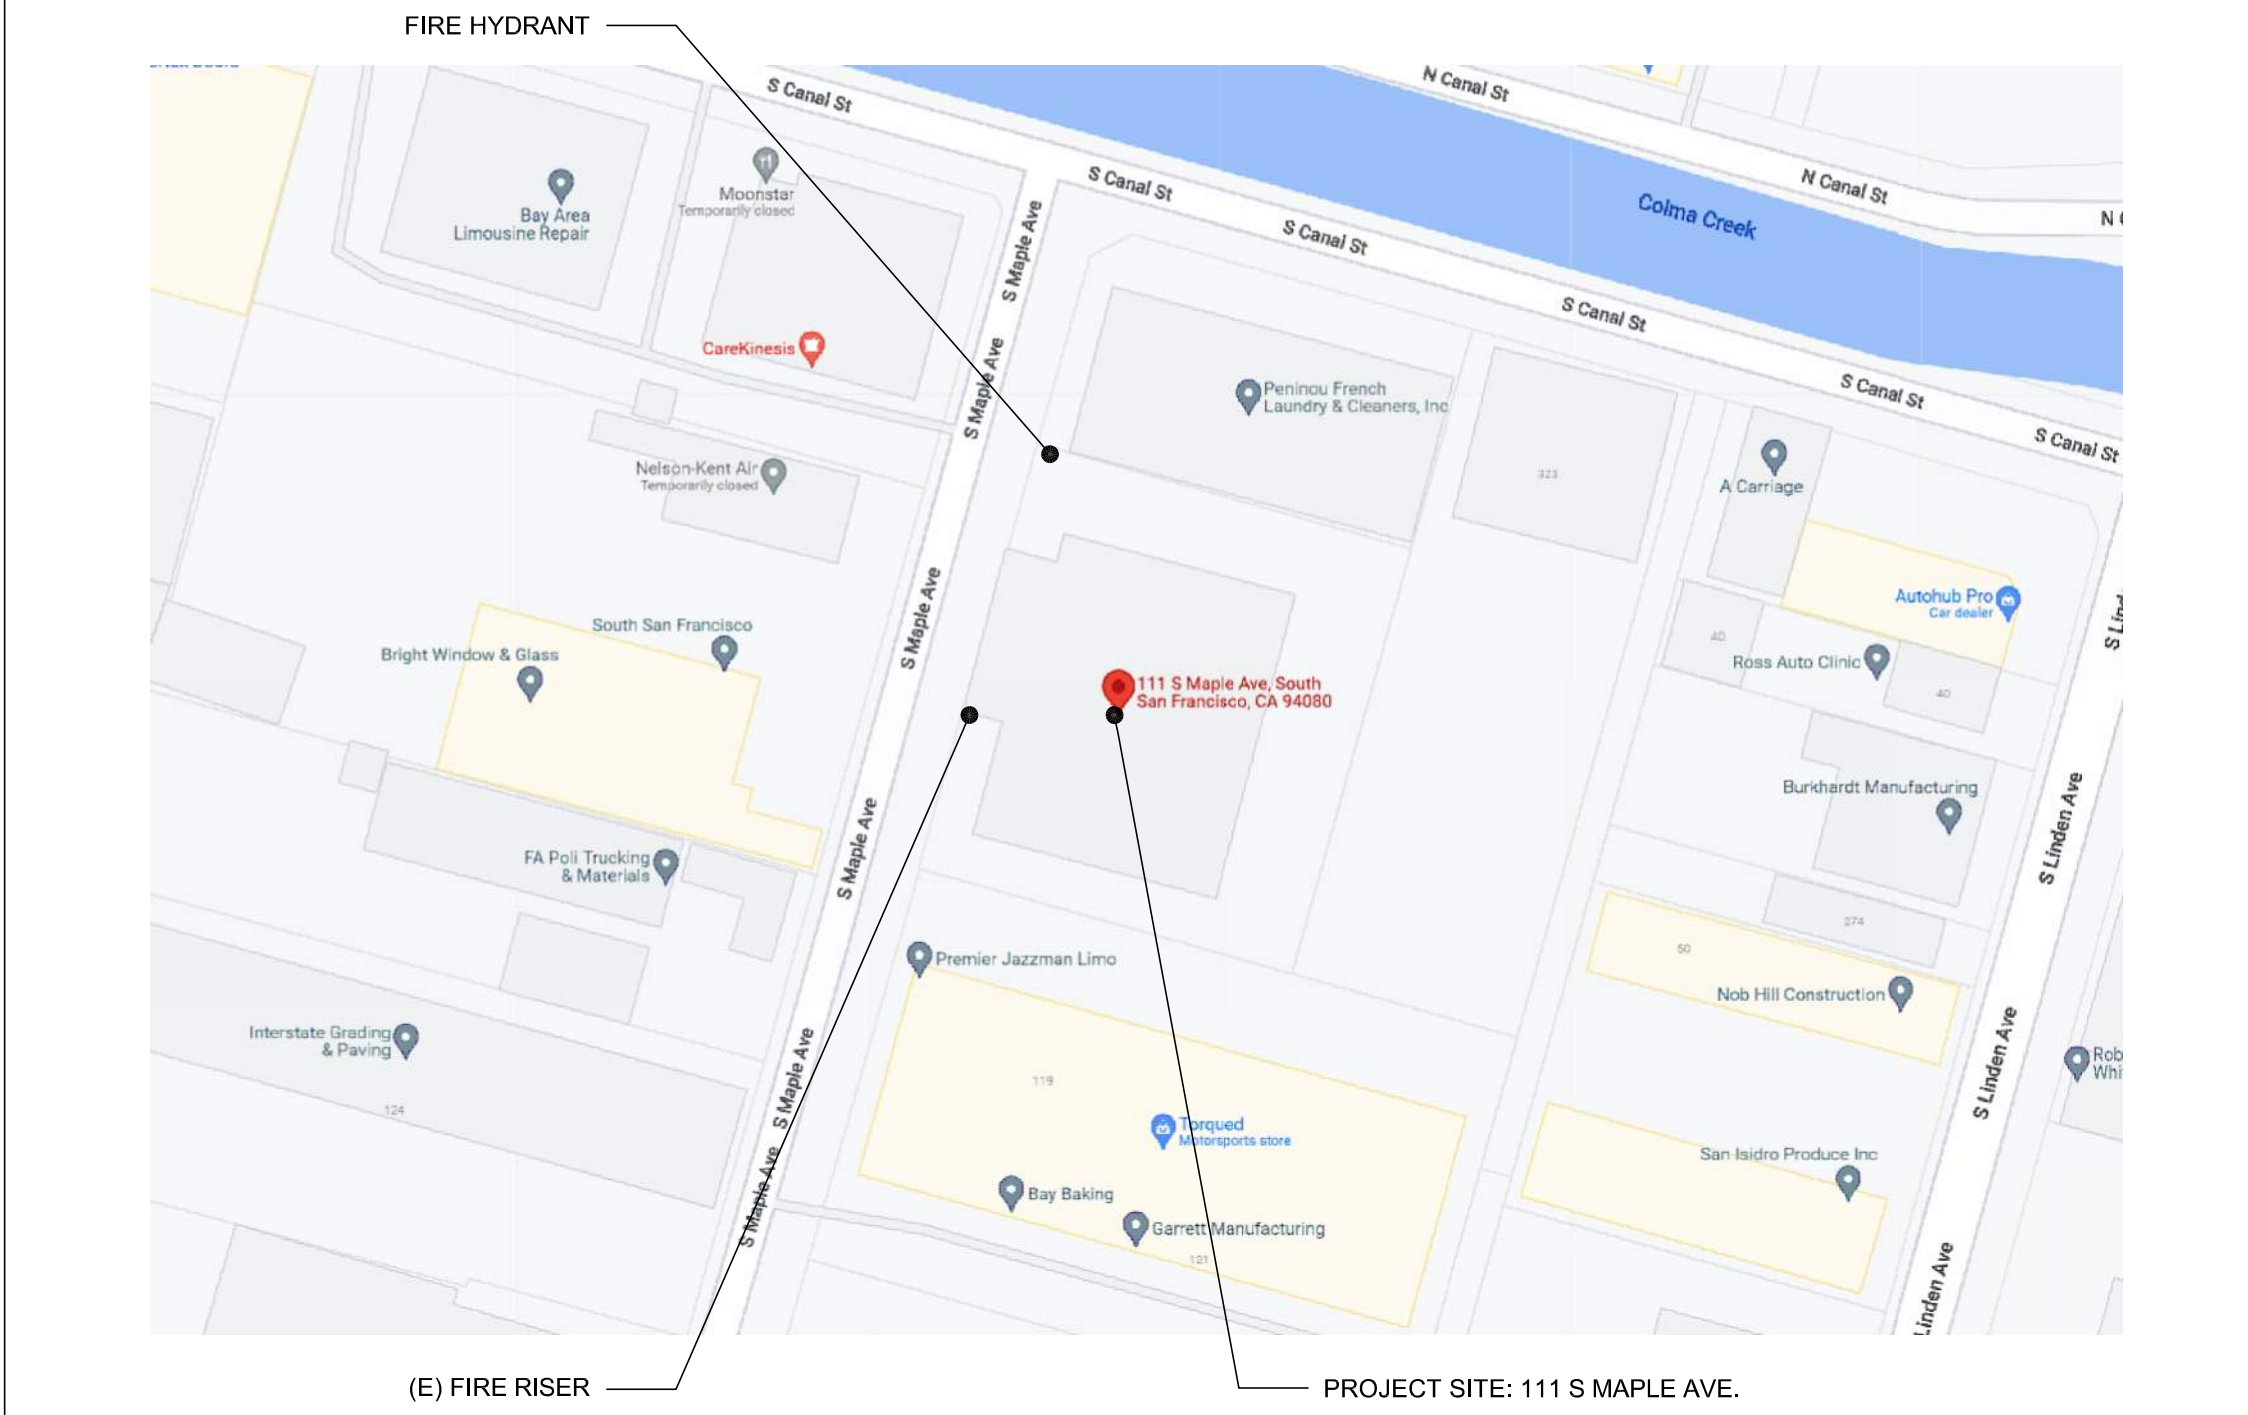 FIRE HYDRANT
S Canal St
N Canal St
S Canal St
N Canal St
Moonstar
Temporarily closed
Bay Area
Limousine Repair
S Maple Ave
S Canal St
Colma Creek
N
S Canal St
CareKinesis
S Maple Ave
Peninou French
Laundry & Cleaners, Inc
S Canal St
S Canal St
Nelson-Kent Air
Temporarily closed
323
A Carriage
South San Francisco
Bright Window & Glass
S Maple Ave
Autohub Pro
Car dealer
40
Ross Auto Clinic
S Lind
111 S Maple Ave, South
San Francisco, CA 94080
40
Burkhardt Manufacturing
S Linden Ave
FA Poli Trucking
& Materials
S Maple Ave
274
50
Premier Jazzman Limo
Nob Hill Construction
Interstate Grading
& Paving
124
S Maple Ave
119
S Linden Ave
Rob
Whi
Torqued
Motorsports store
San Isidro Produce Inc
S Maple Ave
Bay Baking
Garrett Manufacturing
121
Linden Ave
(E) FIRE RISER
PROJECT SITE: 111 S MAPLE AVE.